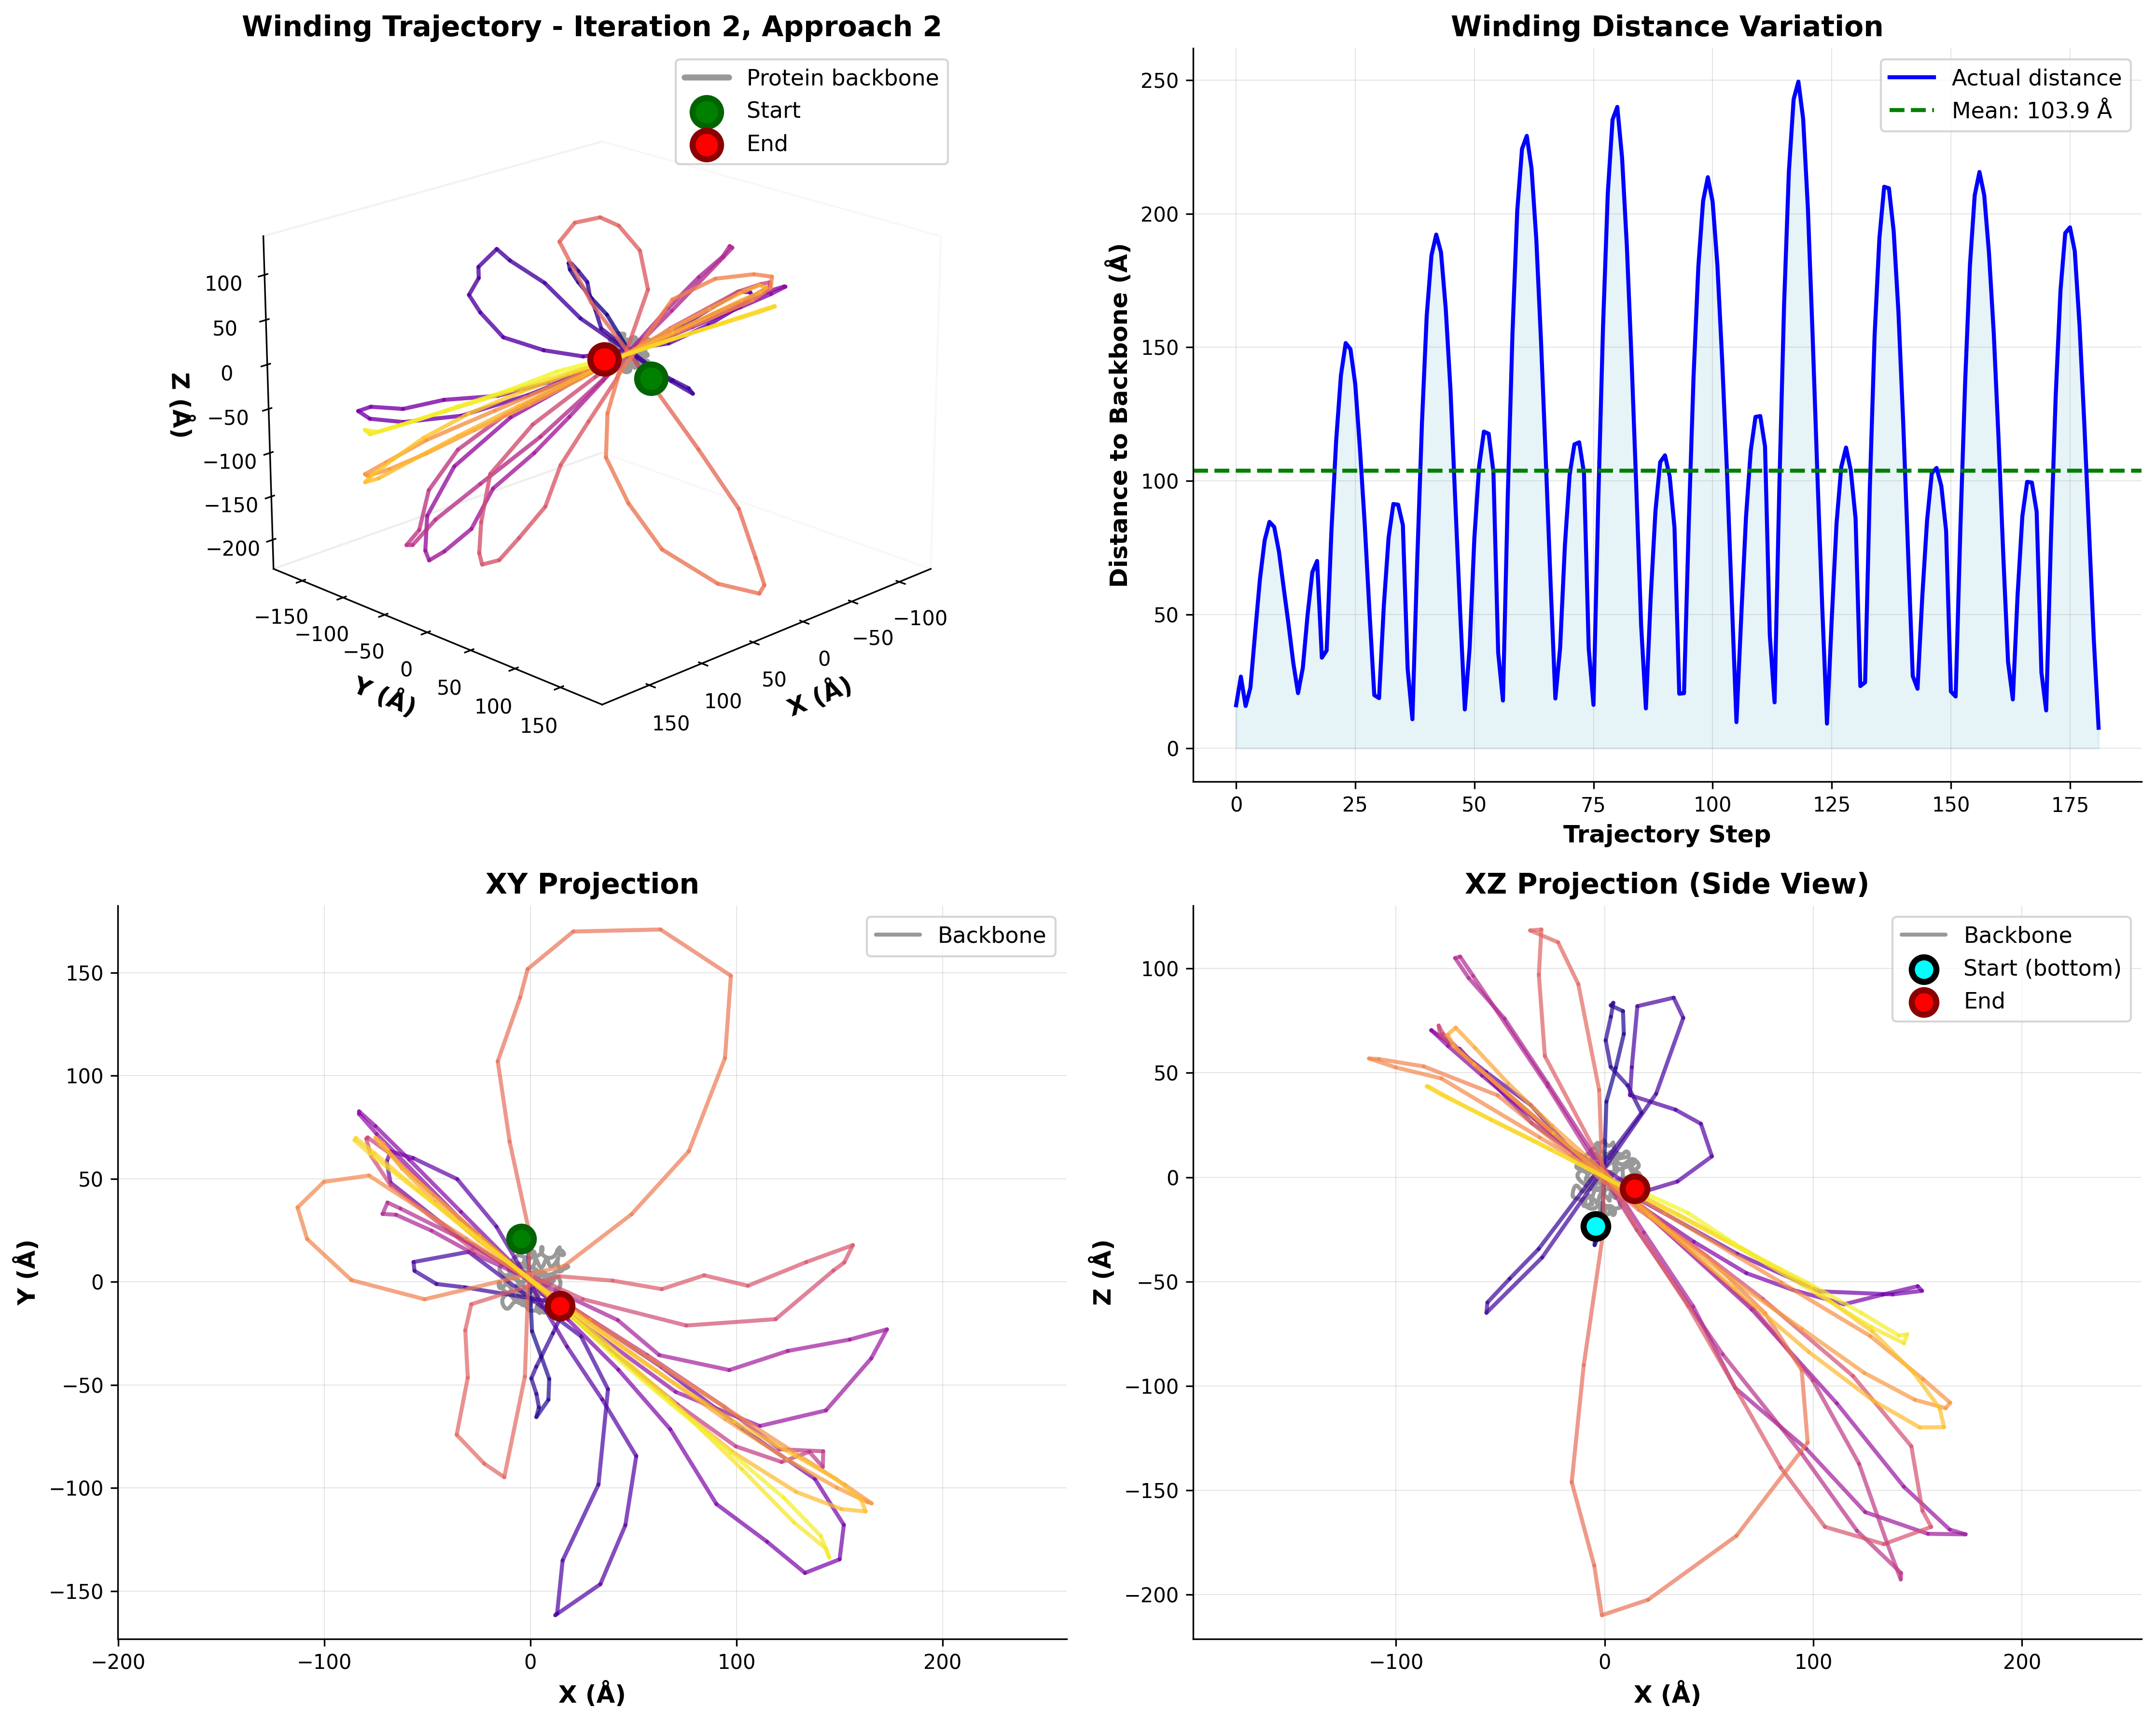 Winding Trajectory - Iteration 2, Approach 2
Protein backbone
Start
End
100
50
0
−50
−100
−150
−200
Z (Å)
−150
−100
−50
0
50
100
150
Y (Å)
150
100
50
0
−50
−100
X (Å)
Winding Distance Variation
Actual distance
Mean: 103.9 Å
250
200
150
100
50
0
Distance to Backbone (Å)
0 25 50 75 100 125 150 175
Trajectory Step
XY Projection
Backbone
150
100
50
0
−50
−100
−150
Y (Å)
−200 −100 0 100 200
X (Å)
XZ Projection (Side View)
Backbone
Start (bottom)
End
100
50
0
−50
−100
−150
−200
Z (Å)
−100 0 100 200
X (Å)